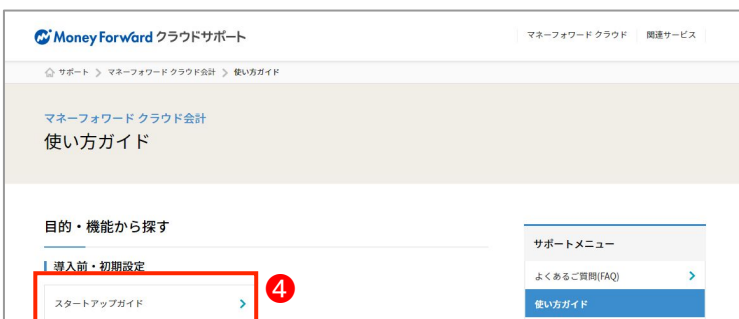 Money Forward クラウドサポート
マネーフォワード クラウド 関連サービス
サポート > マネーフォワード クラウド会計 > 使い方ガイド
マネーフォワード クラウド会計
使い方ガイド
目的・機能から探す
導入前・初期設定
スタートアップガイド
4
サポートメニュー
よくあるご質問(FAQ)
使い方ガイド